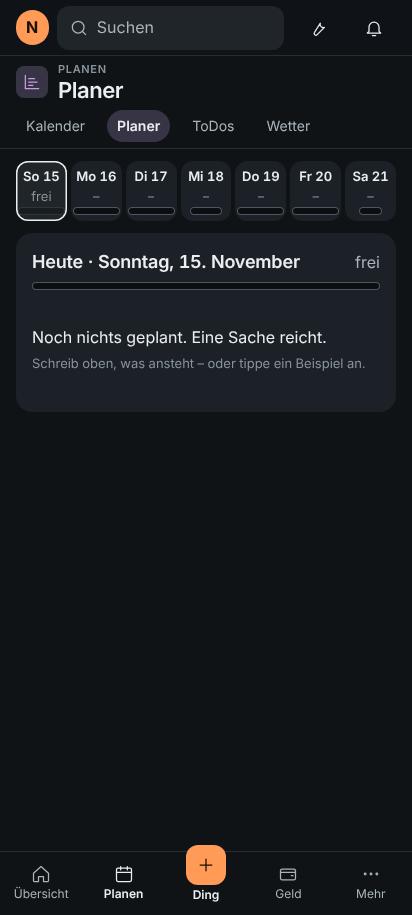 N
Suchen
PLANEN
Planer
Kalender Planer ToDos Wetter
So 15 Mo 16 Di 17 Mi 18 Do 19 Fr 20 Sa 21
frei – – – – – –
Heute · Sonntag, 15. November frei
Noch nichts geplant. Eine Sache reicht.
Schreib oben, was ansteht – oder tippe ein Beispiel an.
Übersicht Planen Ding Geld Mehr